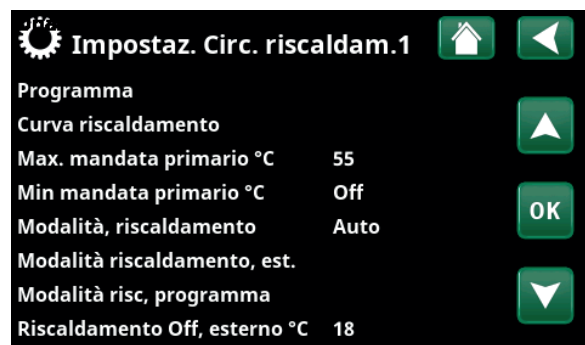 Impostaz. Circ. riscaldam.1
Programma
Curva riscaldamento
Max. mandata primario °C 55
Min mandata primario °C Off
Modalità, riscaldamento Auto
OK
Modalità riscaldamento, est.
Modalità risc, programma
Riscaldamento Off, esterno °C 18